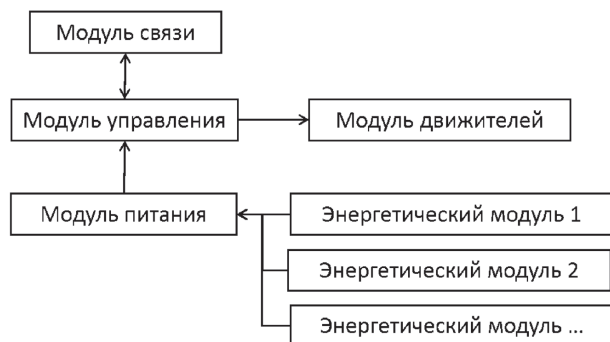 Модуль связи
Модуль управления
Модуль движителей
Модуль питания
Энергетический модуль 1
Энергетический модуль 2
Энергетический модуль ...